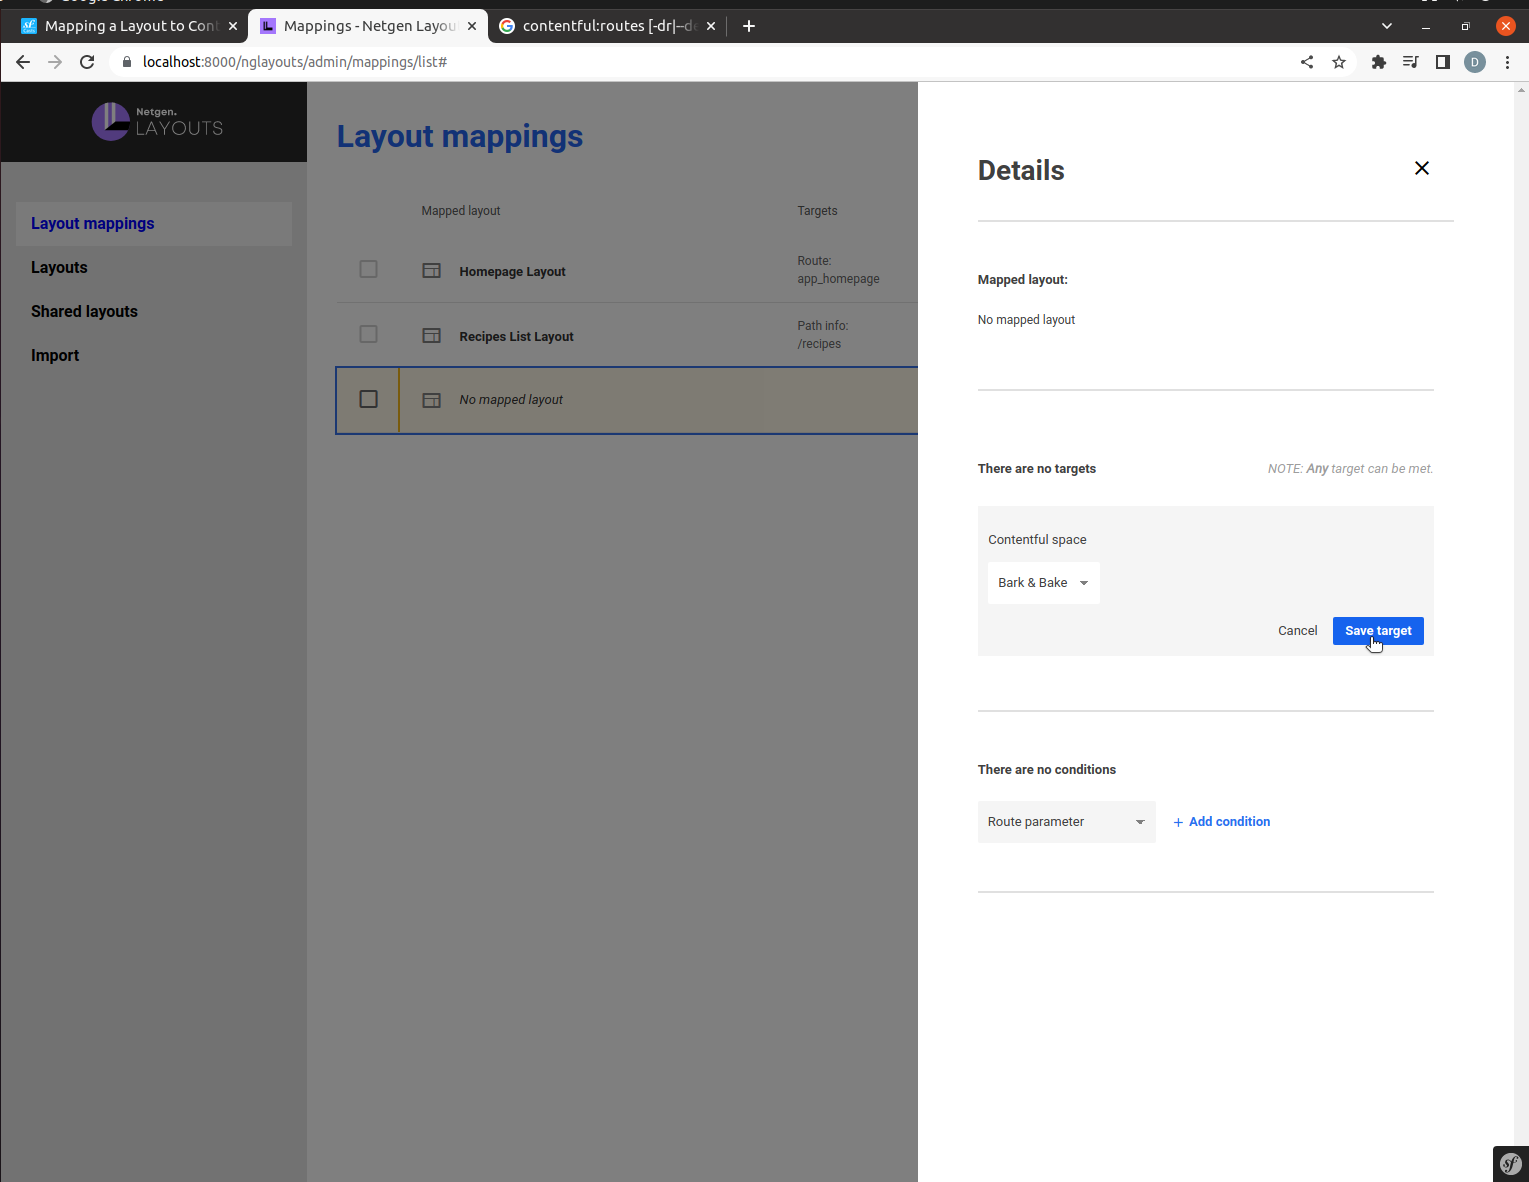 Mapping a Layout to Cont
Mappings - Netgen Layou
contentful:routes [-dr|--de
localhost:8000/nglayouts/admin/mappings/list#
D
Netgen.
LAYOUTS
Layout mappings
Layouts
Shared layouts
Import
Layout mappings
Mapped layout
Targets
Homepage Layout
Route:
app_homepage
Recipes List Layout
Path info:
/recipes
No mapped layout
Details
Mapped layout:
No mapped layout
There are no targets
NOTE: Any target can be met.
Contentful space
Bark & Bake
Cancel
Save target
There are no conditions
Route parameter
+ Add condition
sf